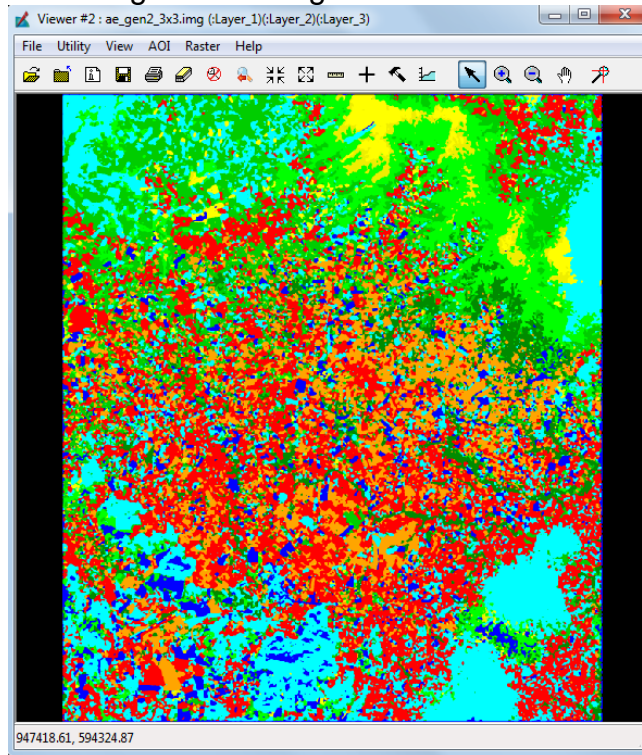 Viewer #2 : ae_gen2_3x3.img (:Layer_1)(:Layer_2)(:Layer_3)
File Utility View AOI Raster Help
947418.61, 594324.87